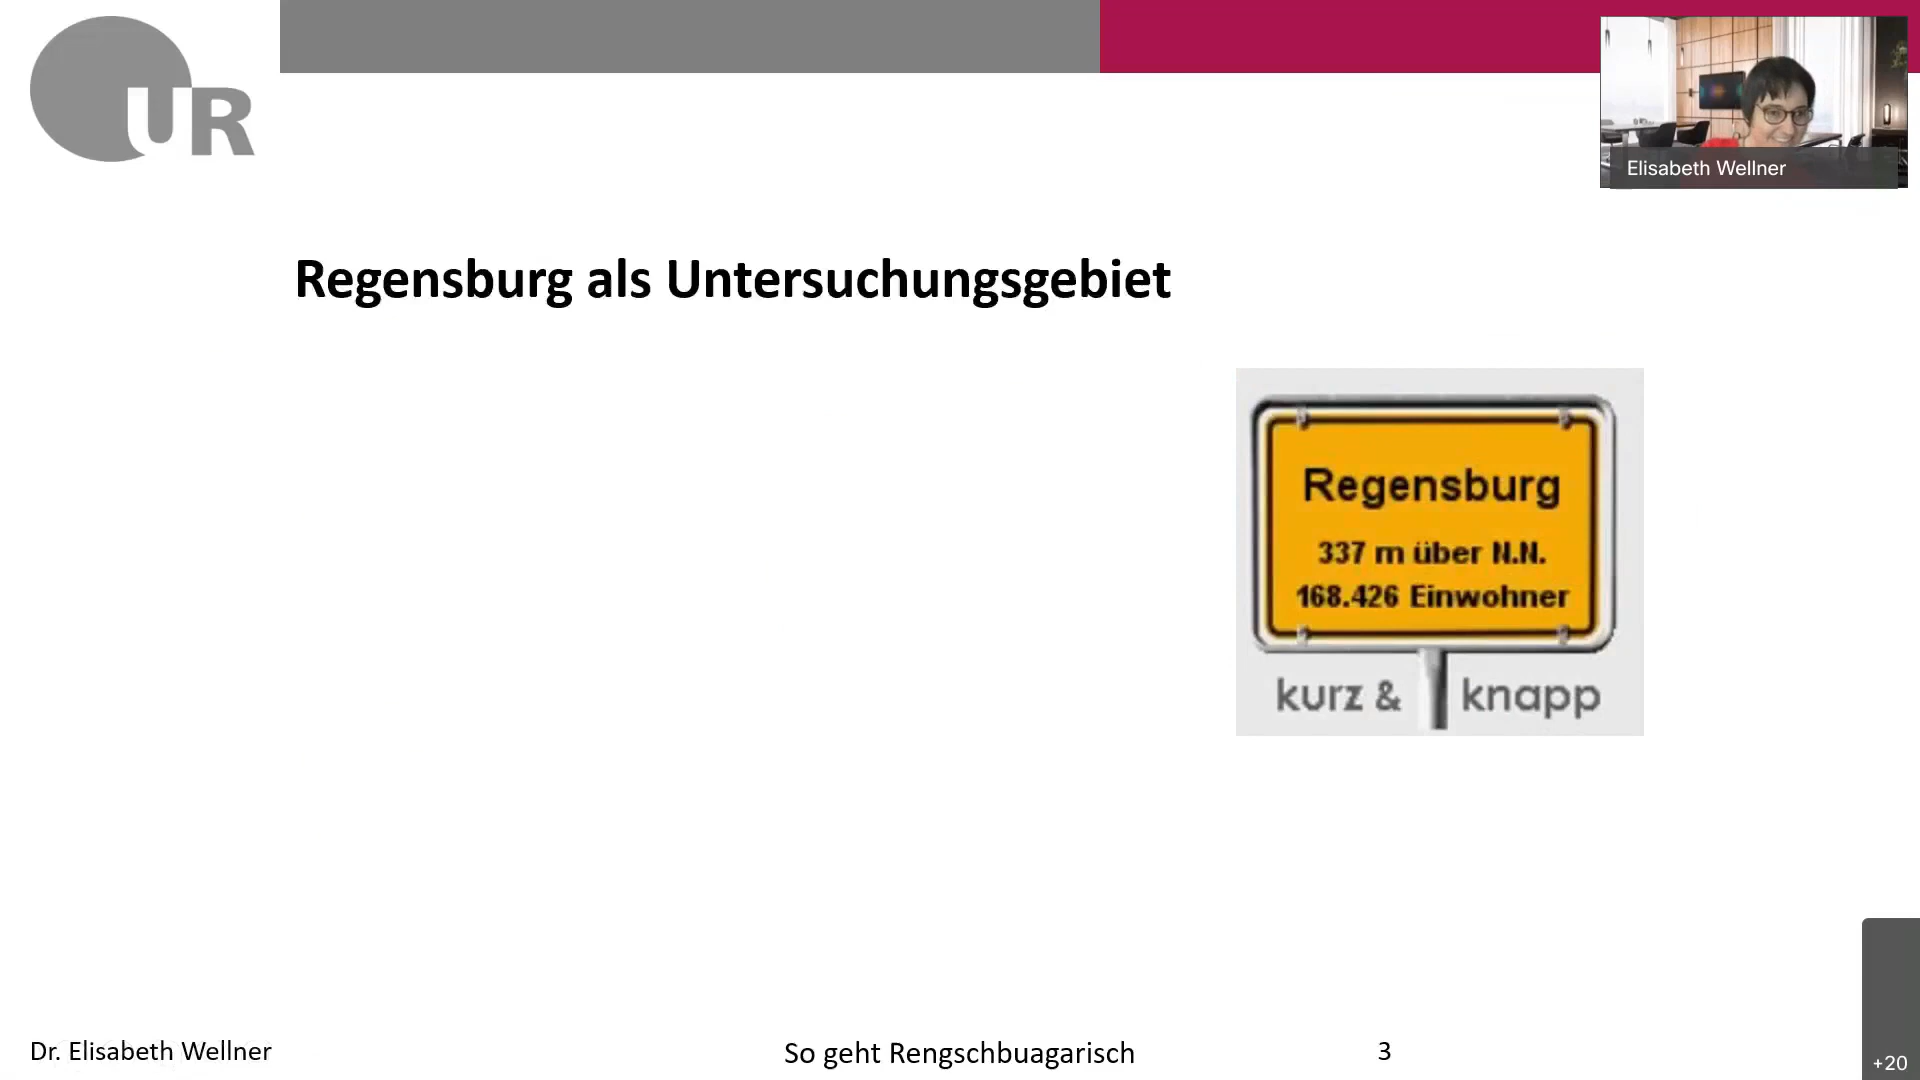 UR
Elisabeth Wellner
Regensburg als Untersuchungsgebiet
Regensburg
337 m über N.N.
168.426 Einwohner
kurz & knapp
Dr. Elisabeth Wellner
So geht Rengschbuagarisch
3
+20